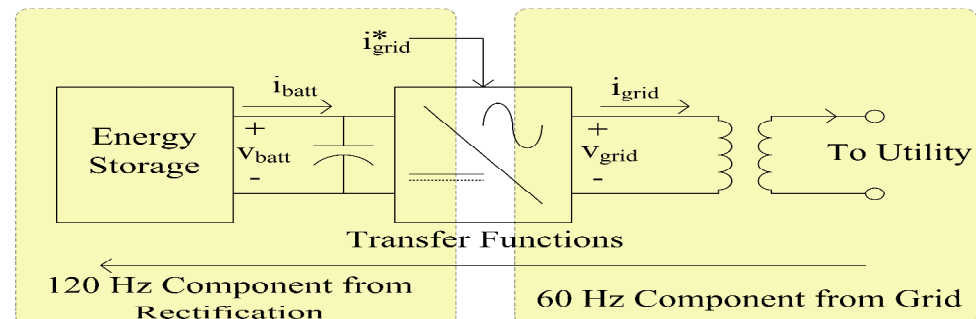 i*grid
ibatt
igrid
Energy
Storage
+
vbatt
-
+
vgrid
-
To Utility
Transfer Functions
120 Hz Component from
Rectification
60 Hz Component from Grid